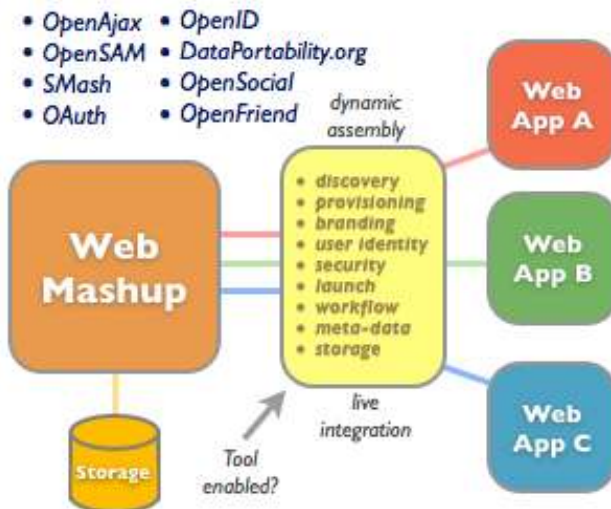 • OpenAjax
• OpenSAM
• SMash
• OAuth
• OpenID
• DataPortability.org
• OpenSocial
• OpenFriend
dynamic
assembly
Web
App A
Web
Mashup
• discovery
• provisioning
• branding
• user identity
• security
• launch
• workflow
• meta-data
• storage
Web
App B
live
integration
Web
App C
Storage
Tool
enabled?